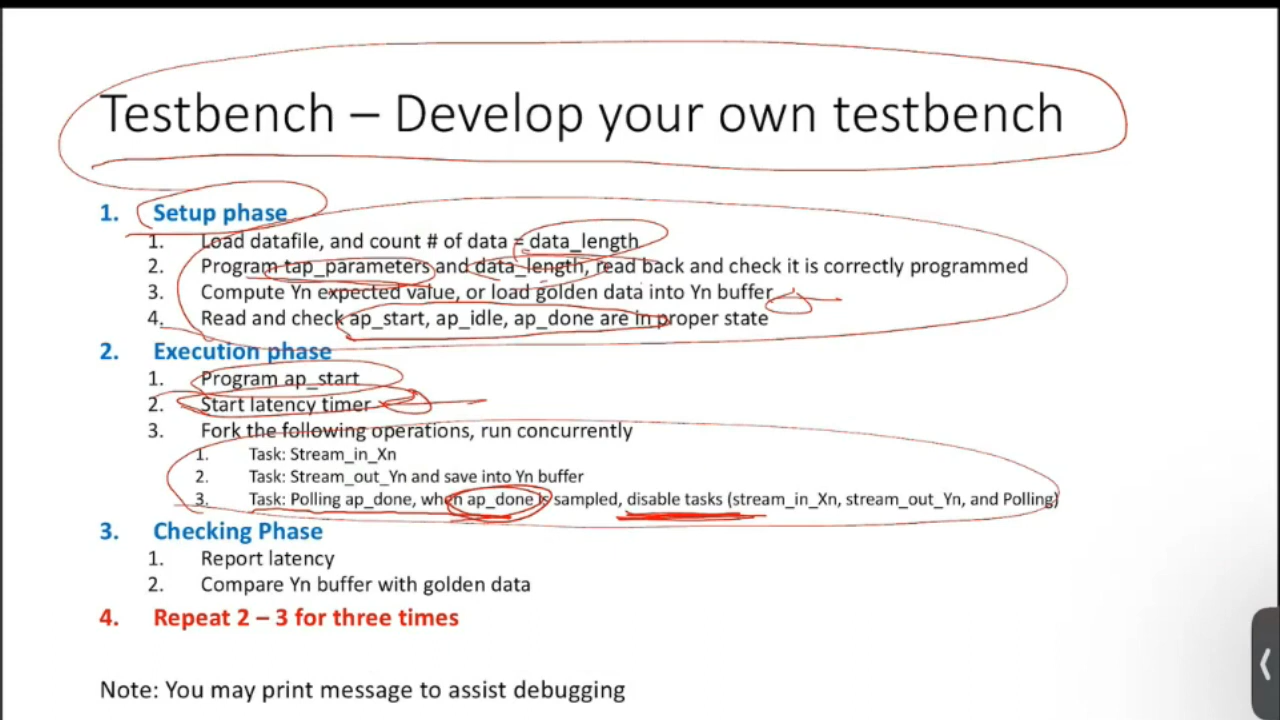 Testbench – Develop your own testbench
1. Setup phase
1. Load datafile, and count # of data = data_length
2. Program tap_parameters and data_length, read back and check it is correctly programmed
3. Compute Yn expected value, or load golden data into Yn buffer
4. Read and check ap_start, ap_idle, ap_done are in proper state
2. Execution phase
1. Program ap_start
2. Start latency timer
3. Fork the following operations, run concurrently
1. Task: Stream_in_Xn
2. Task: Stream_out_Yn and save into Yn buffer
3. Task: Polling ap_done, when ap_done is sampled, disable tasks (stream_in_Xn, stream_out_Yn, and Polling)
3. Checking Phase
1. Report latency
2. Compare Yn buffer with golden data
4. Repeat 2 – 3 for three times
Note: You may print message to assist debugging